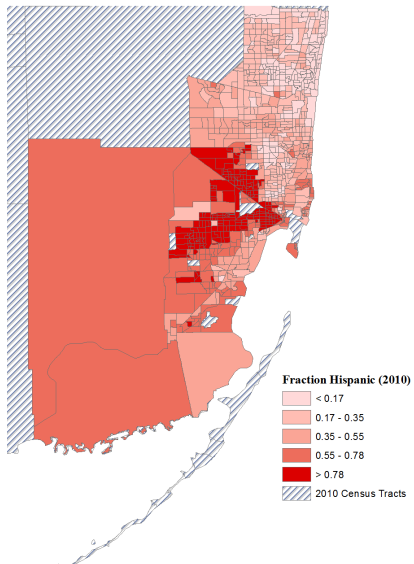 Fraction Hispanic (2010)
< 0.17
0.17 - 0.35
0.35 - 0.55
0.55 - 0.78
> 0.78
2010 Census Tracts